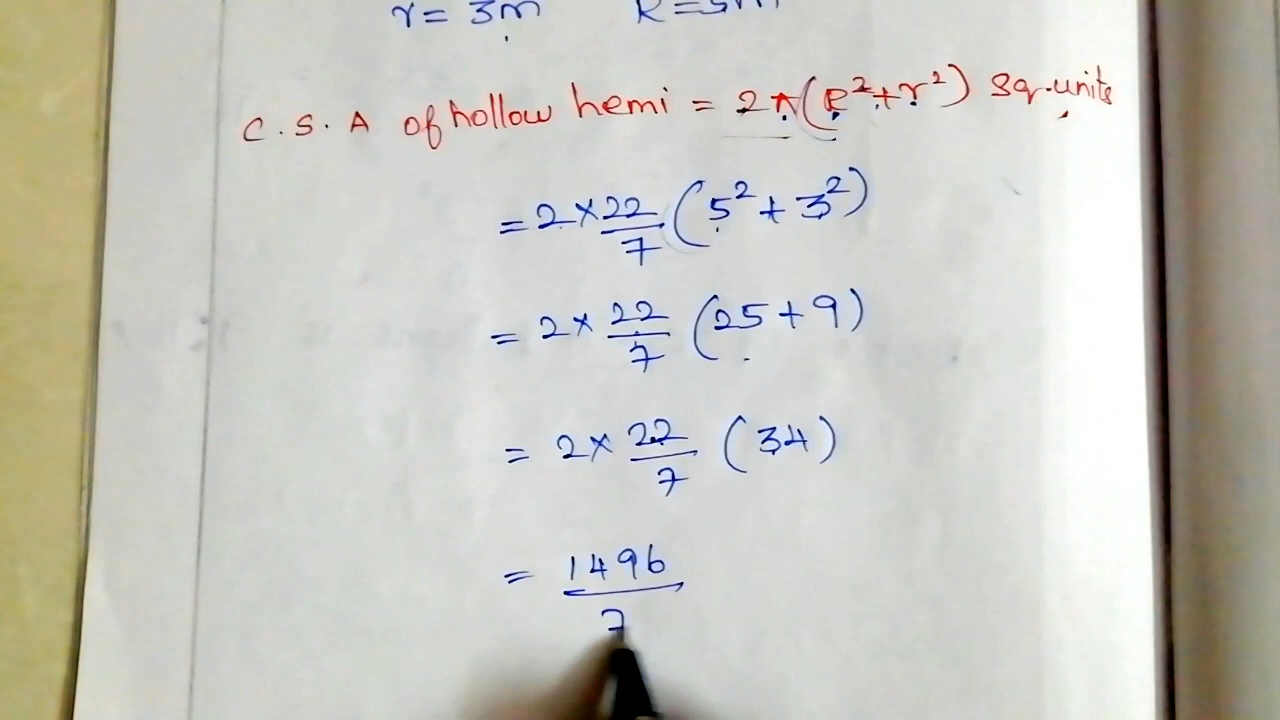 r = 3m R = 5m
C.S.A of hollow hemi = 2π(R²+r²) sq.units
= 2 × 22/7 (5² + 3²)
= 2 × 22/7 (25 + 9)
= 2 × 22/7 (34)
= 1496/7